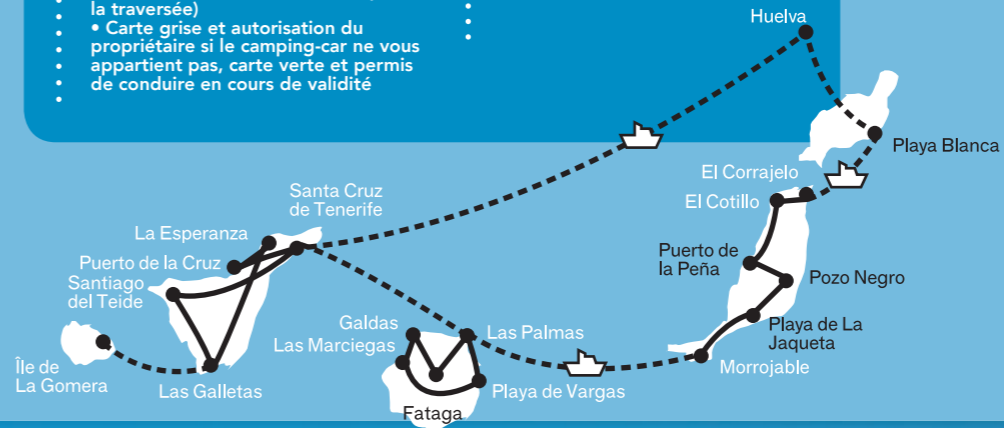 la traversée)
• Carte grise et autorisation du
propriétaire si le camping-car ne vous
appartient pas, carte verte et permis
de conduire en cours de validité
Huelva
Playa Blanca
El Corrajelo
El Cotillo
Santa Cruz
de Tenerife
La Esperanza
Puerto de la Cruz
Santiago
del Teide
Puerto de
la Peña
Pozo Negro
Playa de La
Jaqueta
Morrojable
Galdas
Las Marciegas
Las Palmas
Playa de Vargas
Fataga
Île de
La Gomera
Las Galletas